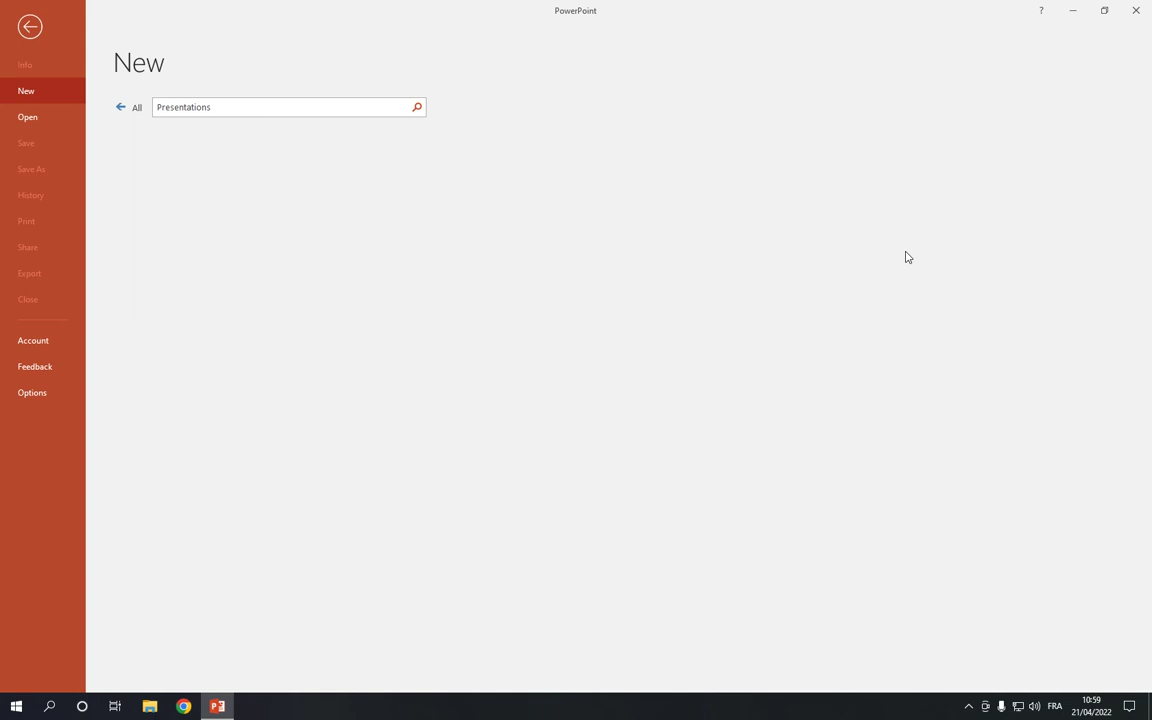 PowerPoint
?
Info
New
Open
Save
Save As
History
Print
Share
Export
Close
Account
Feedback
Options
New
All
Presentations
FRA
10:59
21/04/2022